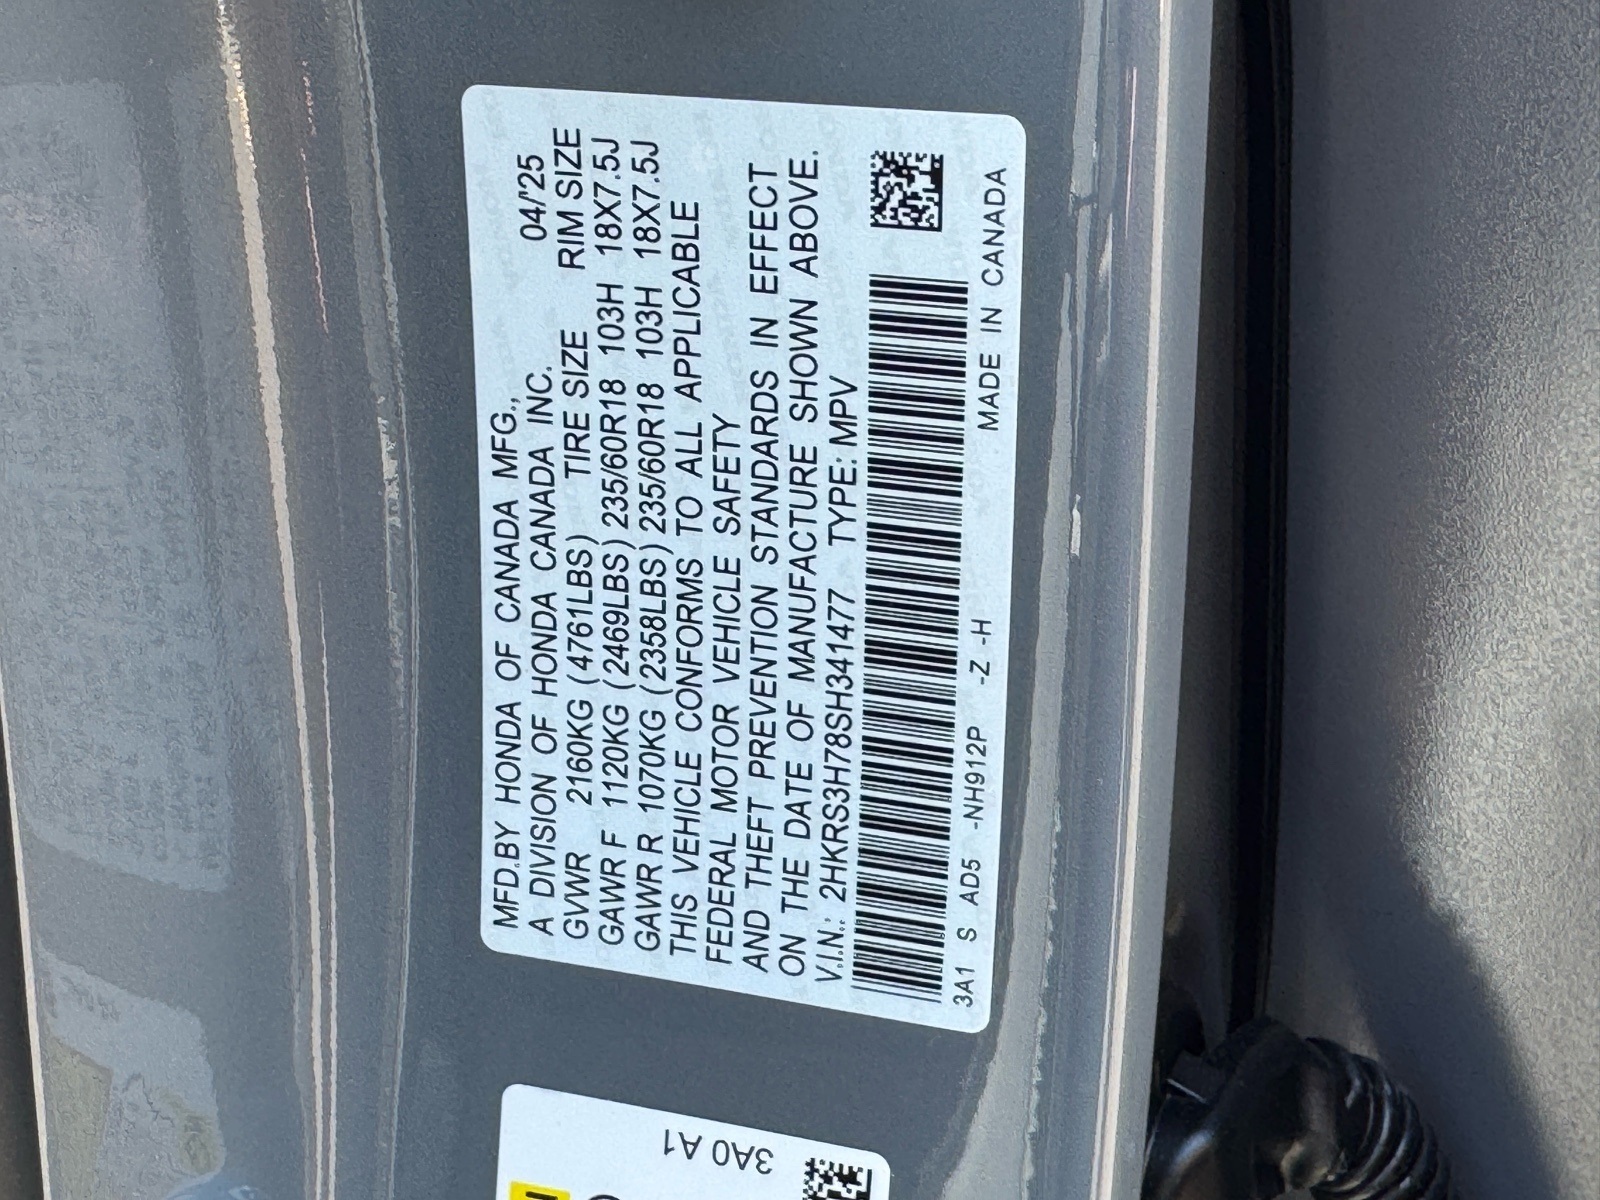 MFD.BY HONDA OF CANADA MFG.,
A DIVISION OF HONDA CANADA INC. 04/'25
GVWR 2160KG (4761LBS) TIRE SIZE RIM SIZE
GAWR F 1120KG (2469LBS) 235/60R18 103H 18X7.5J
GAWR R 1070KG (2358LBS) 235/60R18 103H 18X7.5J
THIS VEHICLE CONFORMS TO ALL APPLICABLE
FEDERAL MOTOR VEHICLE SAFETY
AND THEFT PREVENTION STANDARDS IN EFFECT
ON THE DATE OF MANUFACTURE SHOWN ABOVE.
V.I.N.: 2HKRS3H78SH341477 TYPE: MPV
3A1 S AD5 -NH912P -Z -H MADE IN CANADA
3A0 A1